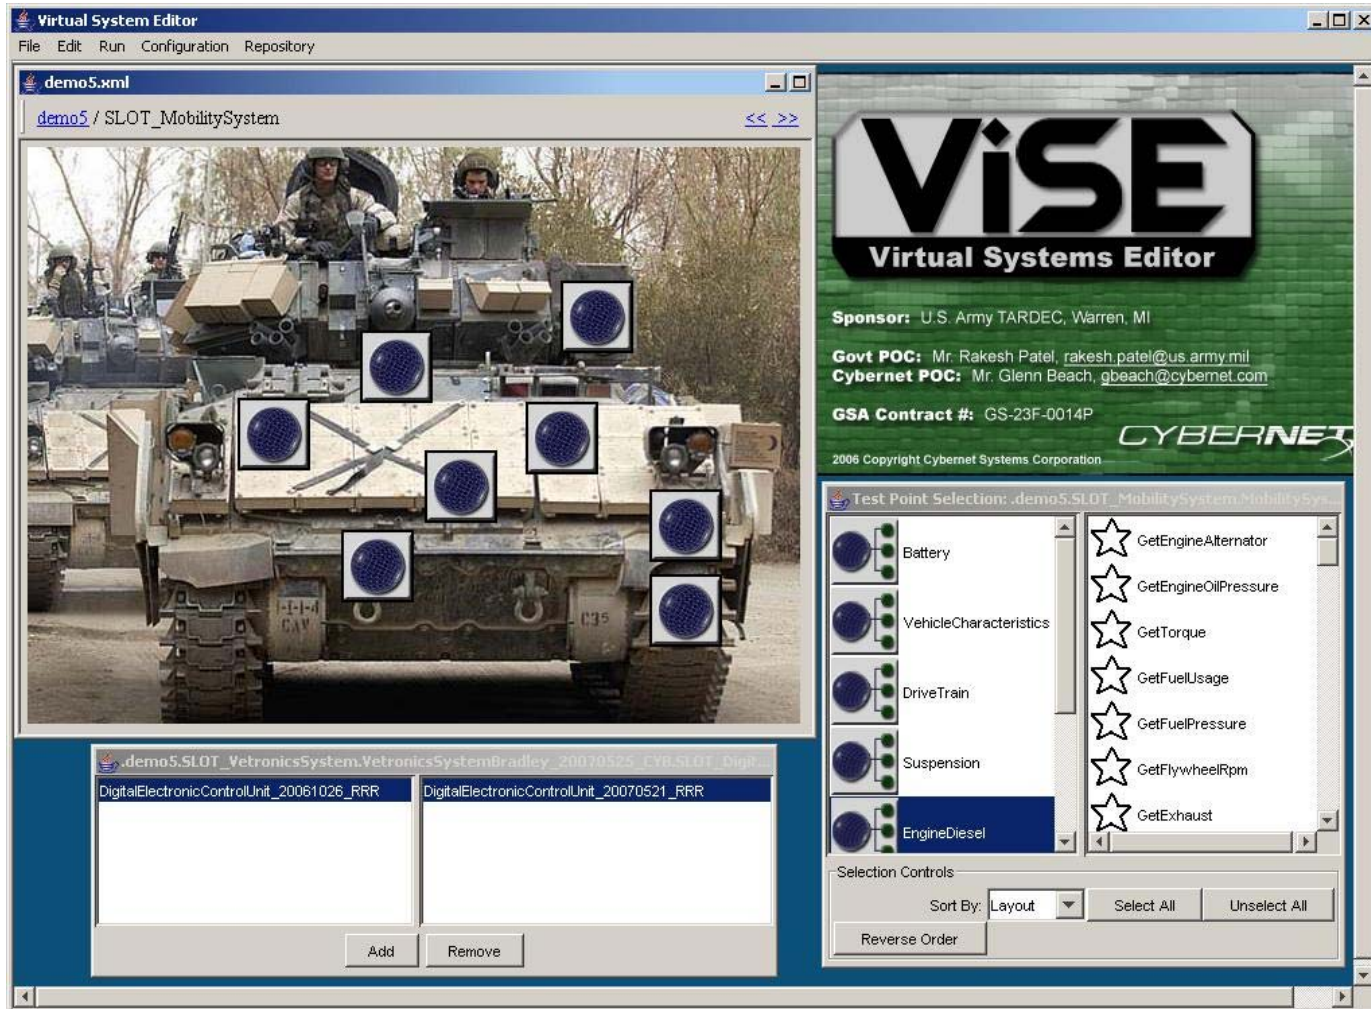 Virtual System Editor
File Edit Run Configuration Repository
demo5.xml
demo5 / SLOT_MobilitySystem
<< >>
I-I-I-4
CAV
C35
.demo5.SLOT_VetronicsSystem.VetronicsSystemBradley_20070525_CYB.SLOT_Digit...
DigitalElectronicControlUnit_20061026_RRR
DigitalElectronicControlUnit_20070521_RRR
Add
Remove
ViSE
Virtual Systems Editor
Sponsor: U.S. Army TARDEC, Warren, MI
Govt POC: Mr. Rakesh Patel, rakesh.patel@us.army.mil
Cybernet POC: Mr. Glenn Beach, gbeach@cybernet.com
GSA Contract #: GS-23F-0014P
CYBERNET
2006 Copyright Cybernet Systems Corporation
Test Point Selection: .demo5.SLOT_MobilitySystem.MobilitySys...
Battery
VehicleCharacteristics
DriveTrain
Suspension
EngineDiesel
GetEngineAlternator
GetEngineOilPressure
GetTorque
GetFuelUsage
GetFuelPressure
GetFlywheelRpm
GetExhaust
Selection Controls
Sort By: Layout
Select All
Unselect All
Reverse Order